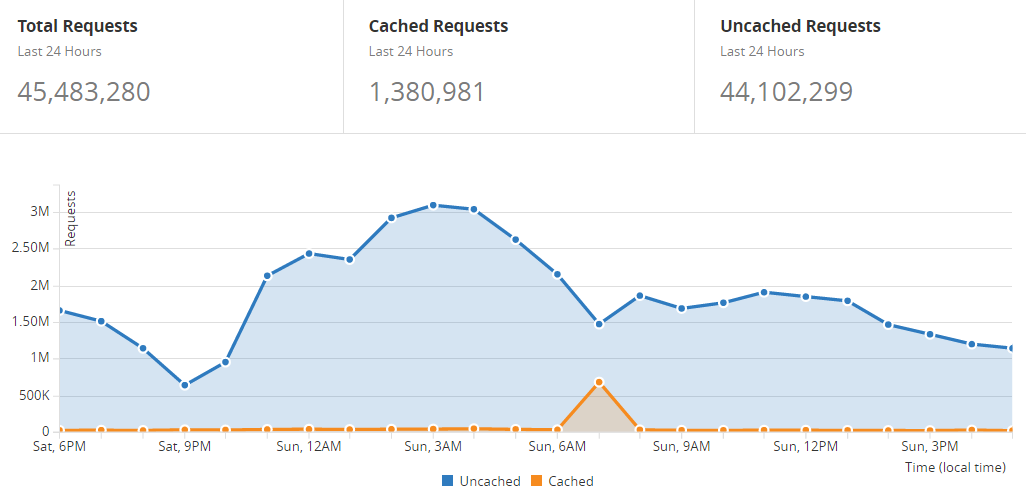 Total Requests
Last 24 Hours
45,483,280
Cached Requests
Last 24 Hours
1,380,981
Uncached Requests
Last 24 Hours
44,102,299
Requests
3M
2.50M
2M
1.50M
1M
500K
0
Sat, 6PM Sat, 9PM Sun, 12AM Sun, 3AM Sun, 6AM Sun, 9AM Sun, 12PM Sun, 3PM
Time (local time)
Uncached Cached